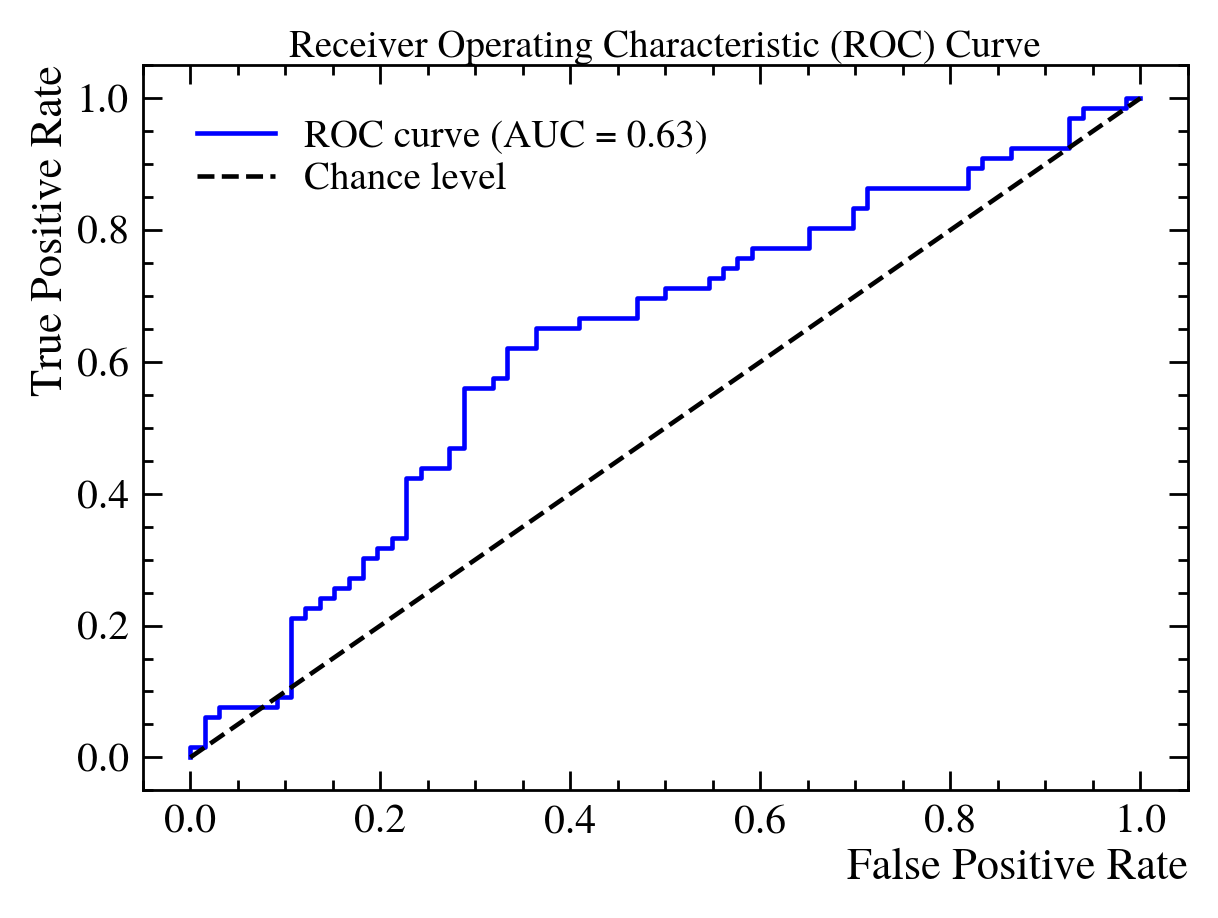 Receiver Operating Characteristic (ROC) Curve
True Positive Rate
1.0
0.8
0.6
0.4
0.2
0.0
ROC curve (AUC = 0.63)
Chance level
0.0 0.2 0.4 0.6 0.8 1.0
False Positive Rate